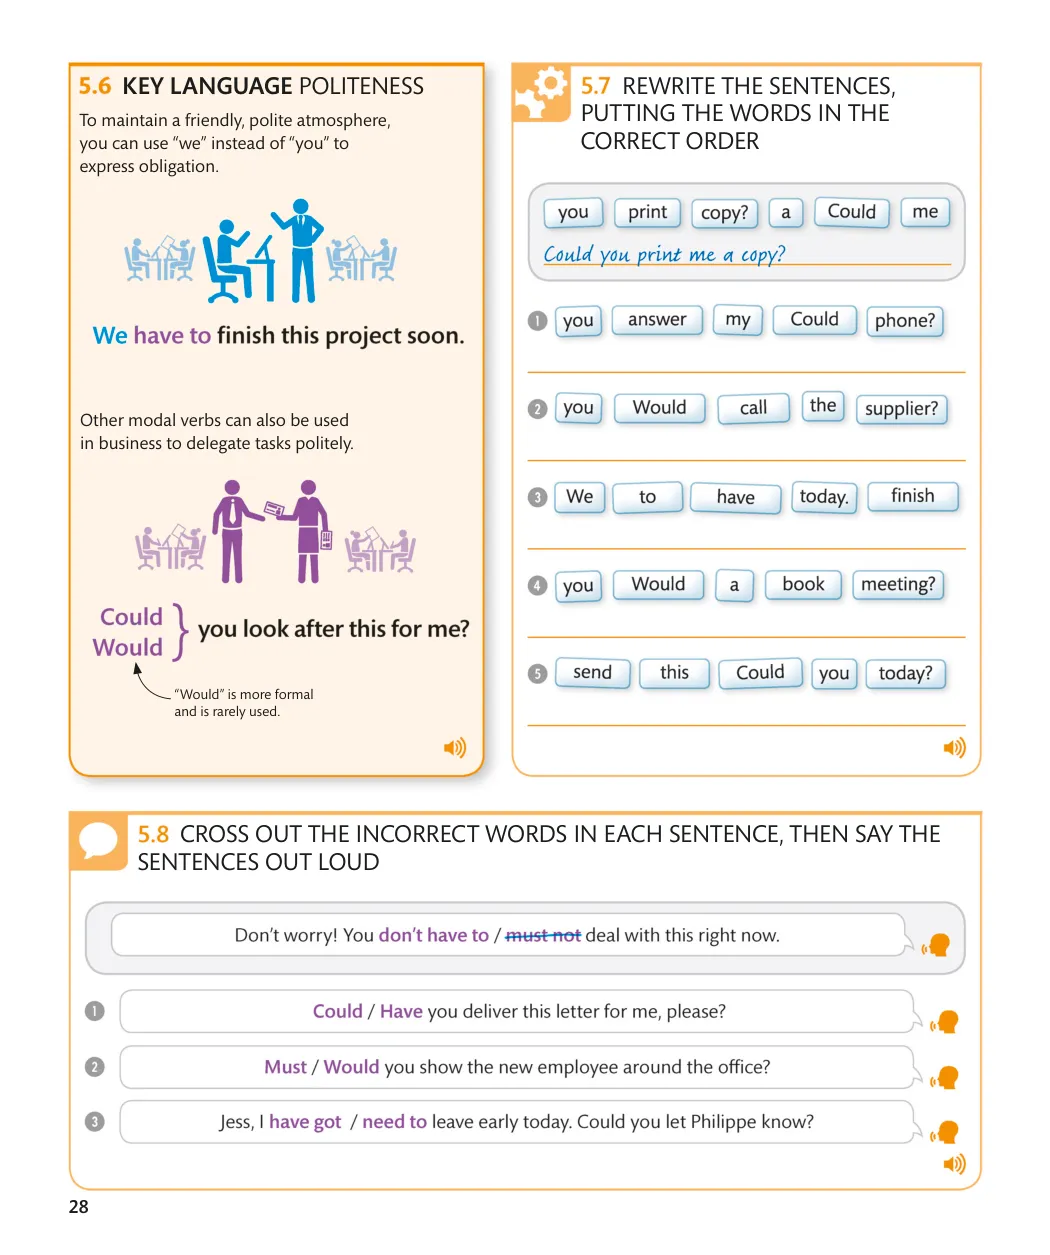 5.6 KEY LANGUAGE POLITENESS
To maintain a friendly, polite atmosphere,
you can use “we” instead of “you” to
express obligation.
We have to finish this project soon.
Other modal verbs can also be used
in business to delegate tasks politely.
Could
Would
you look after this for me?
“Would” is more formal
and is rarely used.
5.7 REWRITE THE SENTENCES,
PUTTING THE WORDS IN THE
CORRECT ORDER
you print copy? a Could me
Could you print me a copy?
1 you answer my Could phone?
2 you Would call the supplier?
3 We to have today. finish
4 you Would a book meeting?
5 send this Could you today?
5.8 CROSS OUT THE INCORRECT WORDS IN EACH SENTENCE, THEN SAY THE
SENTENCES OUT LOUD
Don’t worry! You don’t have to / must not deal with this right now.
1 Could / Have you deliver this letter for me, please?
2 Must / Would you show the new employee around the office?
3 Jess, I have got / need to leave early today. Could you let Philippe know?
28